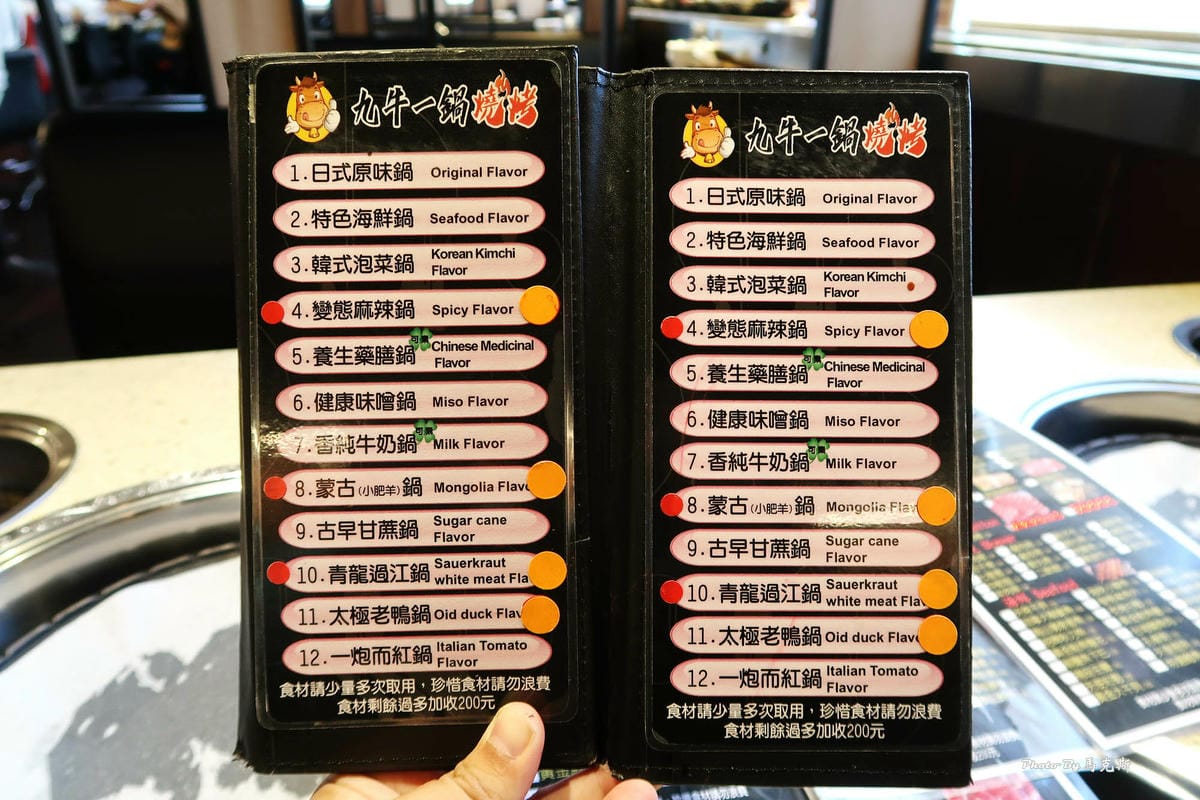 九牛一鍋燒烤
1.日式原味鍋 Original Flavor
2.特色海鮮鍋 Seafood Flavor
3.韓式泡菜鍋 Korean Kimchi
Flavor
4.變態麻辣鍋 Spicy Flavor
5.養生藥膳鍋 Chinese Medicinal
Flavor
6.健康味噌鍋 Miso Flavor
7.香純牛奶鍋 Milk Flavor
8.蒙古(小肥羊)鍋 Mongolia Flavo
9.古早甘蔗鍋 Sugar cane
Flavor
10.青龍過江鍋 Sauerkraut
white meat Fla
11.太極老鴨鍋 Oid duck Flav
12.一炮而紅鍋 Italian Tomato
Flavor
食材請少量多次取用，珍惜食材請勿浪費
食材剩餘過多加收200元
九牛一鍋燒烤
1.日式原味鍋 Original Flavor
2.特色海鮮鍋 Seafood Flavor
3.韓式泡菜鍋 Korean Kimchi
Flavor
4.變態麻辣鍋 Spicy Flavor
5.養生藥膳鍋 Chinese Medicinal
Flavor
6.健康味噌鍋 Miso Flavor
7.香純牛奶鍋 Milk Flavor
8.蒙古(小肥羊)鍋 Mongolia Flav
9.古早甘蔗鍋 Sugar cane
Flavor
10.青龍過江鍋 Sauerkraut
white meat Fla
11.太極老鴨鍋 Oid duck Flavo
12.一炮而紅鍋 Italian Tomato
Flavor
食材請少量多次取用，珍惜食材請勿浪費
食材剩餘過多加收200元
Seafood
Photo By 馬克斯